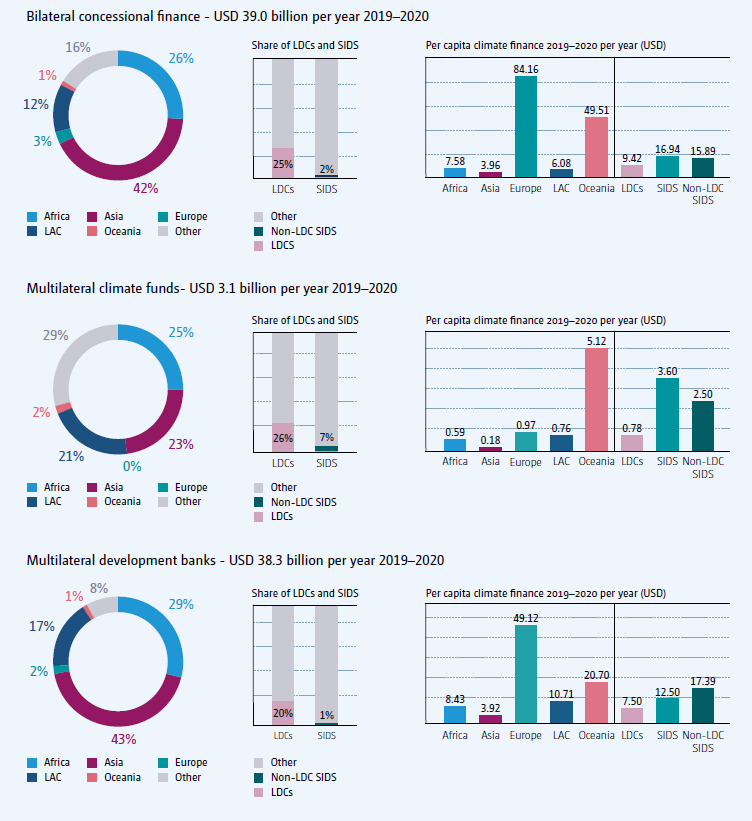 Bilateral concessional finance - USD 39.0 billion per year 2019–2020
16%
26%
1%
12%
3%
42%
Africa Asia Europe
LAC Oceania Other
Share of LDCs and SIDS
25%
2%
LDCs SIDS
Other
Non-LDC SIDS
LDCS
Per capita climate finance 2019–2020 per year (USD)
84.16
49.51
7.58 3.96 6.08 9.42 16.94 15.89
Africa Asia Europe LAC Oceania LDCs SIDS Non-LDC
SIDS
Multilateral climate funds- USD 3.1 billion per year 2019–2020
29%
25%
2%
21%
0%
23%
Africa Asia Europe
LAC Oceania Other
Share of LDCs and SIDS
26%
7%
LDCs SIDS
Other
Non-LDC SIDS
LDCs
Per capita climate finance 2019–2020 per year (USD)
5.12
3.60
2.50
0.59 0.18 0.97 0.76 0.78
Africa Asia Europe LAC Oceania LDCs SIDS Non-LDC
SIDS
Multilateral development banks - USD 38.3 billion per year 2019–2020
8%
1%
29%
17%
2%
43%
Africa Asia Europe
LAC Oceania Other
Share of LDCs and SIDS
20%
1%
LDCs SIDS
Other
Non-LDC SIDS
LDCs
Per capita climate finance 2019–2020 per year (USD)
49.12
20.70
17.39
8.43 3.92 10.71 7.50 12.50
Africa Asia Europe LAC Oceania LDCs SIDS Non-LDC
SIDS